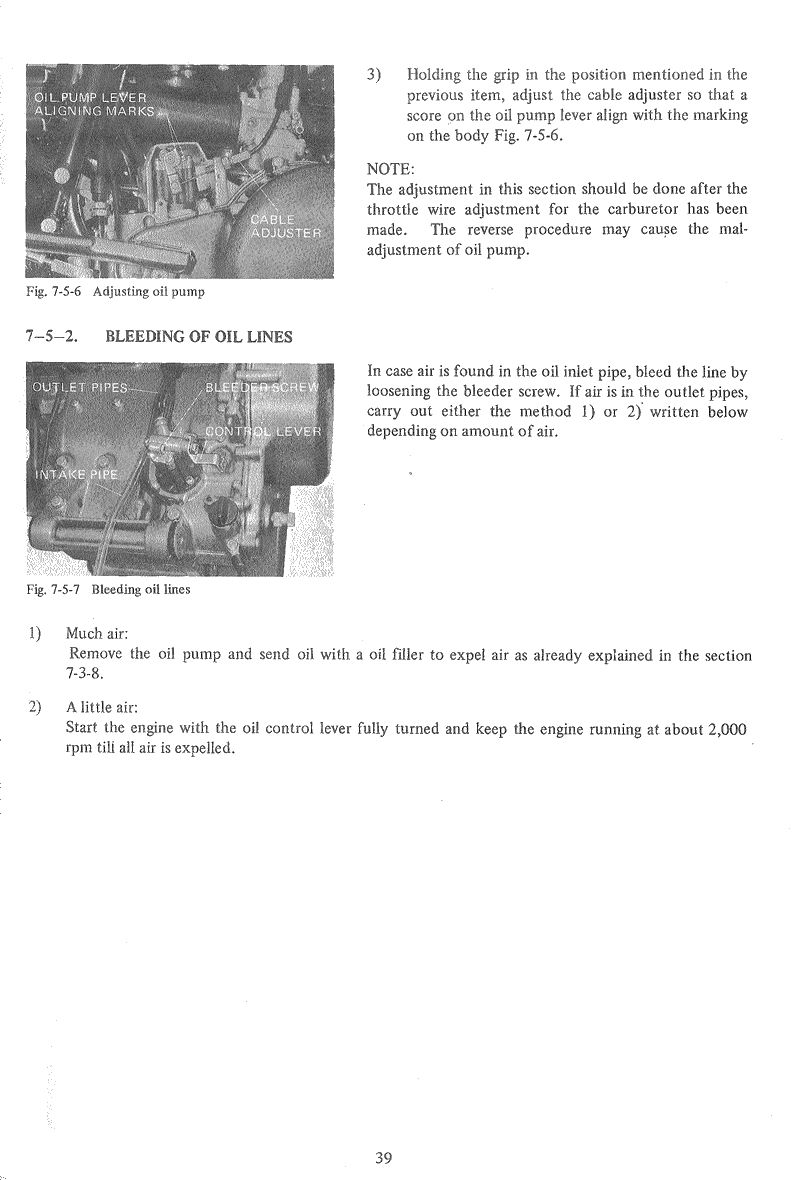 OIL PUMP LEVER
ALIGNING MARKS
CABLE
ADJUSTER
Fig. 7-5-6 Adjusting oil pump
3) Holding the grip in the position mentioned in the
previous item, adjust the cable adjuster so that a
score on the oil pump lever align with the marking
on the body Fig. 7-5-6.
NOTE:
The adjustment in this section should be done after the
throttle wire adjustment for the carburetor has been
made. The reverse procedure may cause the mal-
adjustment of oil pump.
7–5–2. BLEEDING OF OIL LINES
OUTLET PIPES
BLEEDER SCREW
CONTROL LEVER
INTAKE PIPE
Fig. 7-5-7 Bleeding oil lines
In case air is found in the oil inlet pipe, bleed the line by
loosening the bleeder screw. If air is in the outlet pipes,
carry out either the method 1) or 2) written below
depending on amount of air.
1) Much air:
Remove the oil pump and send oil with a oil filler to expel air as already explained in the section
7-3-8.
2) A little air:
Start the engine with the oil control lever fully turned and keep the engine running at about 2,000
rpm till all air is expelled.
39